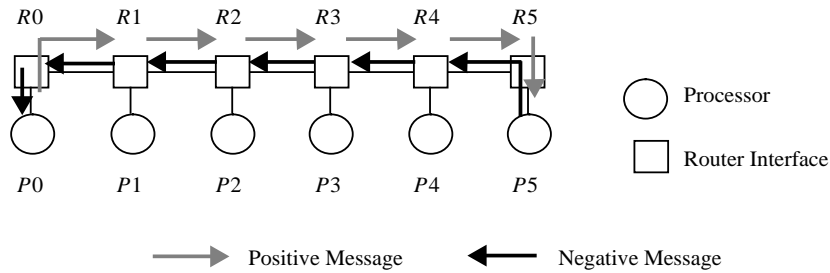 R0 R1 R2 R3 R4 R5
Processor
Router Interface
P0 P1 P2 P3 P4 P5
Positive Message Negative Message